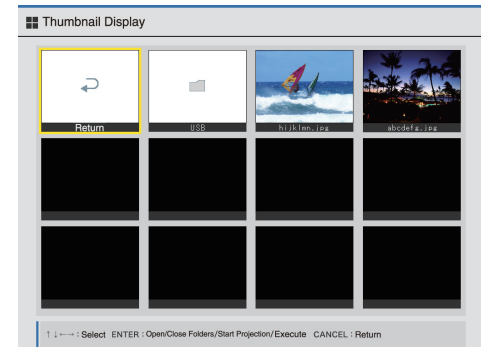 Thumbnail Display
Return
USB
hijklmn.jpg
abcdefg.jpg
↑↓←→ : Select ENTER : Open/Close Folders/Start Projection/Execute CANCEL : Return